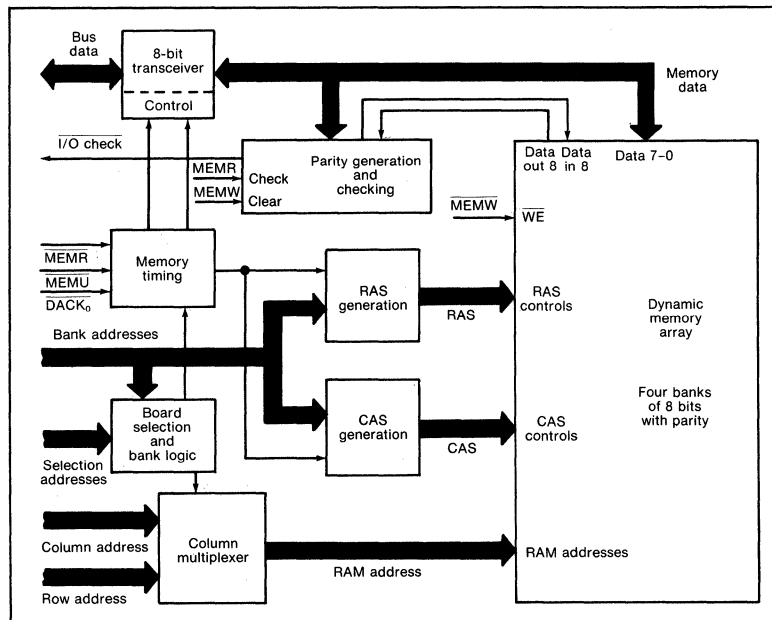 Bus
data
8-bit
transceiver
Control
Memory
data
I/O check
MEMR
Check
MEMW
Clear
Parity generation
and
checking
Data Data
out 8 in 8
Data 7–0
MEMW
WE
MEMR
MEMU
DACK0
Memory
timing
RAS
generation
RAS
RAS
controls
Dynamic
memory
array
Four banks
of 8 bits
with parity
Bank addresses
Board
selection
and
bank logic
Selection
addresses
CAS
generation
CAS
CAS
controls
Column address
Row address
Column
multiplexer
RAM address
RAM addresses